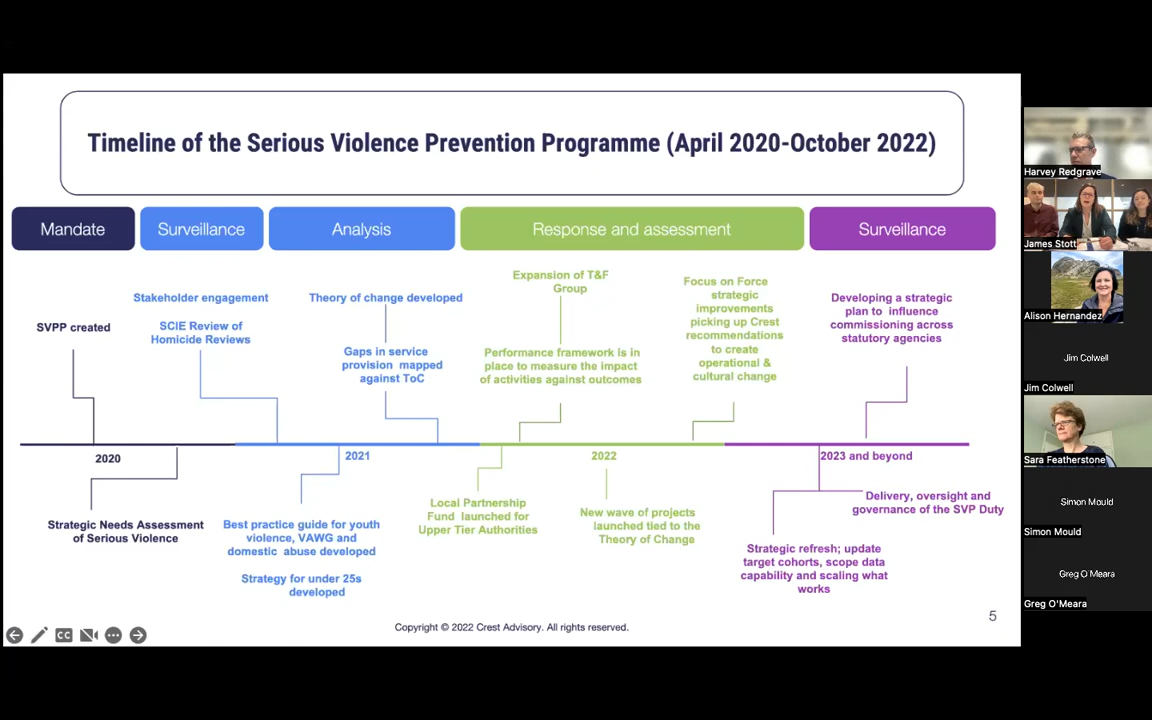 Timeline of the Serious Violence Prevention Programme (April 2020-October 2022)
Mandate
Surveillance
Analysis
Response and assessment
Surveillance
SVPP created
Stakeholder engagement
SCIE Review of
Homicide Reviews
Theory of change developed
Gaps in service
provision mapped
against ToC
Expansion of T&F
Group
Performance framework is in
place to measure the impact
of activities against outcomes
Focus on Force
strategic
improvements
picking up Crest
recommendations
to create
operational &
cultural change
Developing a strategic
plan to influence
commissioning across
statutory agencies
2020
2021
2022
2023 and beyond
Strategic Needs Assessment
of Serious Violence
Best practice guide for youth
violence, VAWG and
domestic abuse developed
Strategy for under 25s
developed
Local Partnership
Fund launched for
Upper Tier Authorities
New wave of projects
launched tied to the
Theory of Change
Delivery, oversight and
governance of the SVP Duty
Strategic refresh; update
target cohorts, scope data
capability and scaling what
works
Copyright © 2022 Crest Advisory. All rights reserved.
5
CC
Harvey Redgrave
James Stott
Alison Hernandez
Jim Colwell
Jim Colwell
Sara Featherstone
Simon Mould
Simon Mould
Greg O'Meara
Greg O'Meara